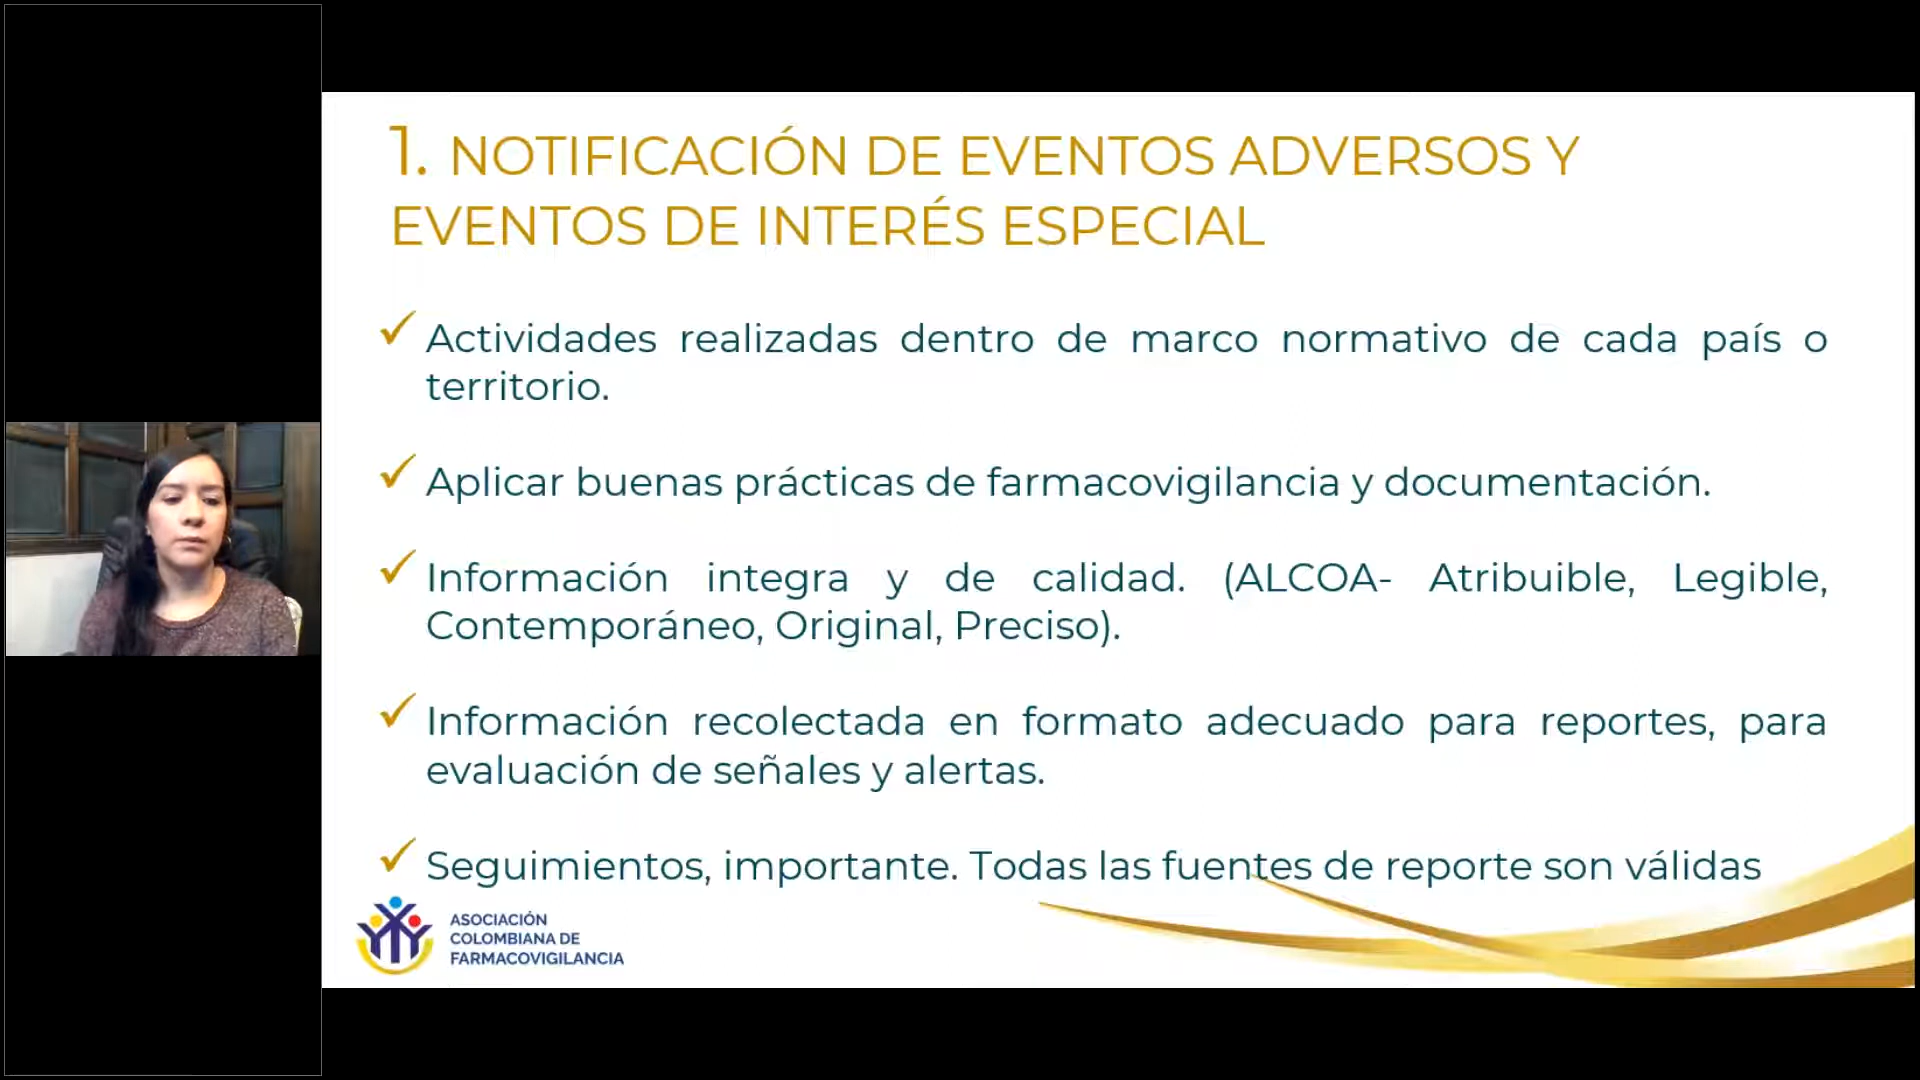 1. NOTIFICACIÓN DE EVENTOS ADVERSOS Y
EVENTOS DE INTERÉS ESPECIAL
Actividades realizadas dentro de marco normativo de cada país o
territorio.
Aplicar buenas prácticas de farmacovigilancia y documentación.
Información integra y de calidad. (ALCOA- Atribuible, Legible,
Contemporáneo, Original, Preciso).
Información recolectada en formato adecuado para reportes, para
evaluación de señales y alertas.
Seguimientos, importante. Todas las fuentes de reporte son válidas
ASOCIACIÓN
COLOMBIANA DE
FARMACOVIGILANCIA